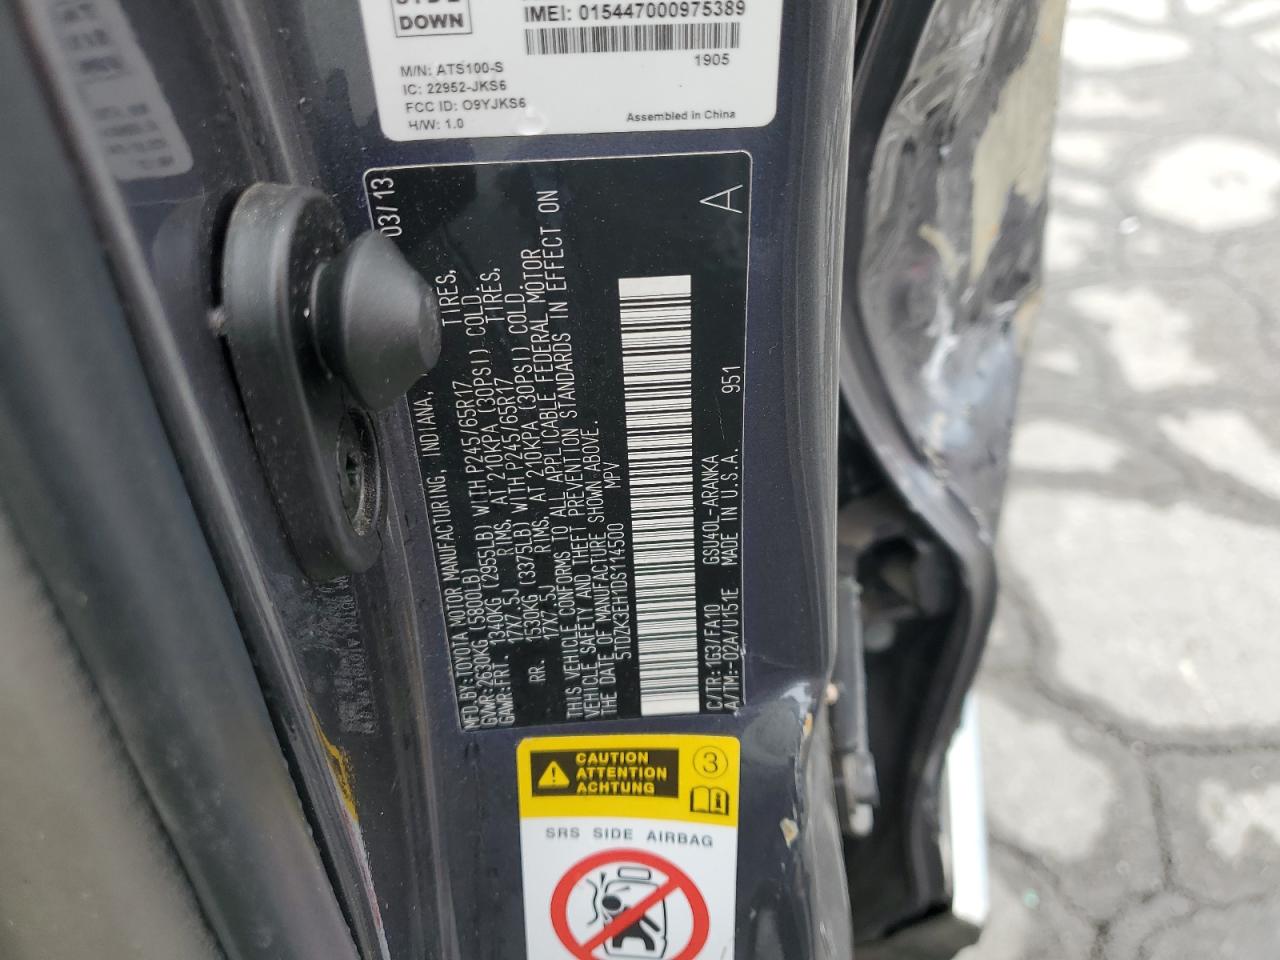 DOWN
IMEI: 015447000975389
1905
M/N: ATS100-S
IC: 22952-JKS6
FCC ID: O9YJKS6
H/W: 1.0
Assembled in China
MFD.BY:TOYOTA MOTOR MANUFACTURING, INDIANA, 03/13
GVWR:2630KG (5800LB)
GAWR:FRT. 1340KG (2955LB) WITH P245/65R17 TIRES,
17X7.5J RIMS, AT 210KPA (30PSI) COLD
RR. 1530KG (3375LB) WITH P245/65R17 TIRES,
17X7.5J RIMS, AT 210KPA (30PSI) COLD.
THIS VEHICLE CONFORMS TO ALL APPLICABLE FEDERAL MOTOR
VEHICLE SAFETY AND THEFT PREVENTION STANDARDS IN EFFECT ON
THE DATE OF MANUFACTURE SHOWN ABOVE.
5TDZK3EH1DS114500 MPV
C/TR:1G3/FA10 GSU40L-ARANKA 951
A/TM:-02A/U151E MADE IN U.S.A.
A
CAUTION
ATTENTION
ACHTUNG
3
SRS SIDE AIRBAG